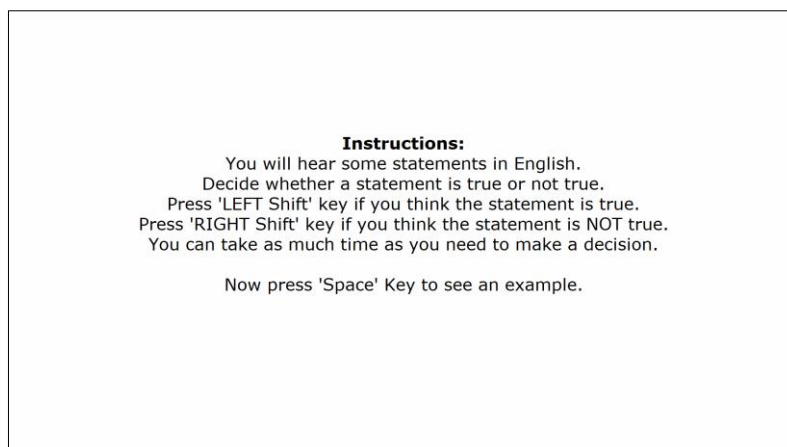 Instructions:
You will hear some statements in English.
Decide whether a statement is true or not true.
Press 'LEFT Shift' key if you think the statement is true.
Press 'RIGHT Shift' key if you think the statement is NOT true.
You can take as much time as you need to make a decision.
Now press 'Space' Key to see an example.